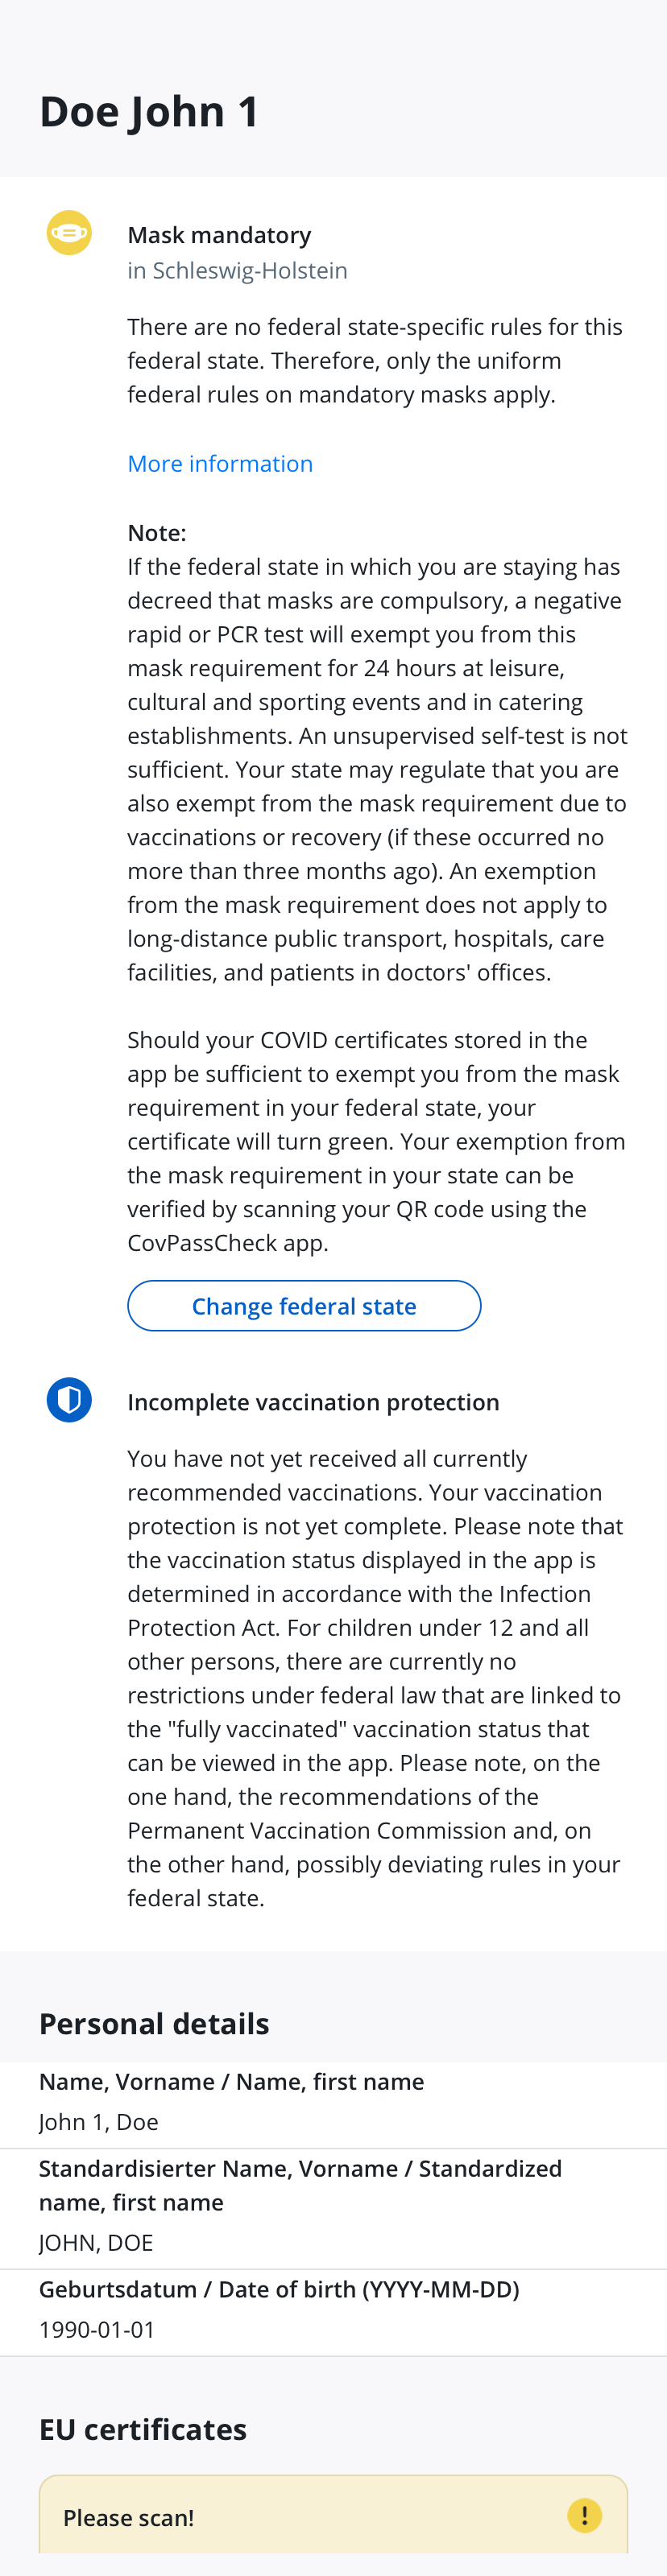 Doe John 1
Mask mandatory
in Schleswig-Holstein
There are no federal state-specific rules for this
federal state. Therefore, only the uniform
federal rules on mandatory masks apply.
More information
Note:
If the federal state in which you are staying has
decreed that masks are compulsory, a negative
rapid or PCR test will exempt you from this
mask requirement for 24 hours at leisure,
cultural and sporting events and in catering
establishments. An unsupervised self-test is not
sufficient. Your state may regulate that you are
also exempt from the mask requirement due to
vaccinations or recovery (if these occurred no
more than three months ago). An exemption
from the mask requirement does not apply to
long-distance public transport, hospitals, care
facilities, and patients in doctors' offices.
Should your COVID certificates stored in the
app be sufficient to exempt you from the mask
requirement in your federal state, your
certificate will turn green. Your exemption from
the mask requirement in your state can be
verified by scanning your QR code using the
CovPassCheck app.
Change federal state
Incomplete vaccination protection
You have not yet received all currently
recommended vaccinations. Your vaccination
protection is not yet complete. Please note that
the vaccination status displayed in the app is
determined in accordance with the Infection
Protection Act. For children under 12 and all
other persons, there are currently no
restrictions under federal law that are linked to
the "fully vaccinated" vaccination status that
can be viewed in the app. Please note, on the
one hand, the recommendations of the
Permanent Vaccination Commission and, on
the other hand, possibly deviating rules in your
federal state.
Personal details
Name, Vorname / Name, first name
John 1, Doe
Standardisierter Name, Vorname / Standardized
name, first name
JOHN, DOE
Geburtsdatum / Date of birth (YYYY-MM-DD)
1990-01-01
EU certificates
Please scan!